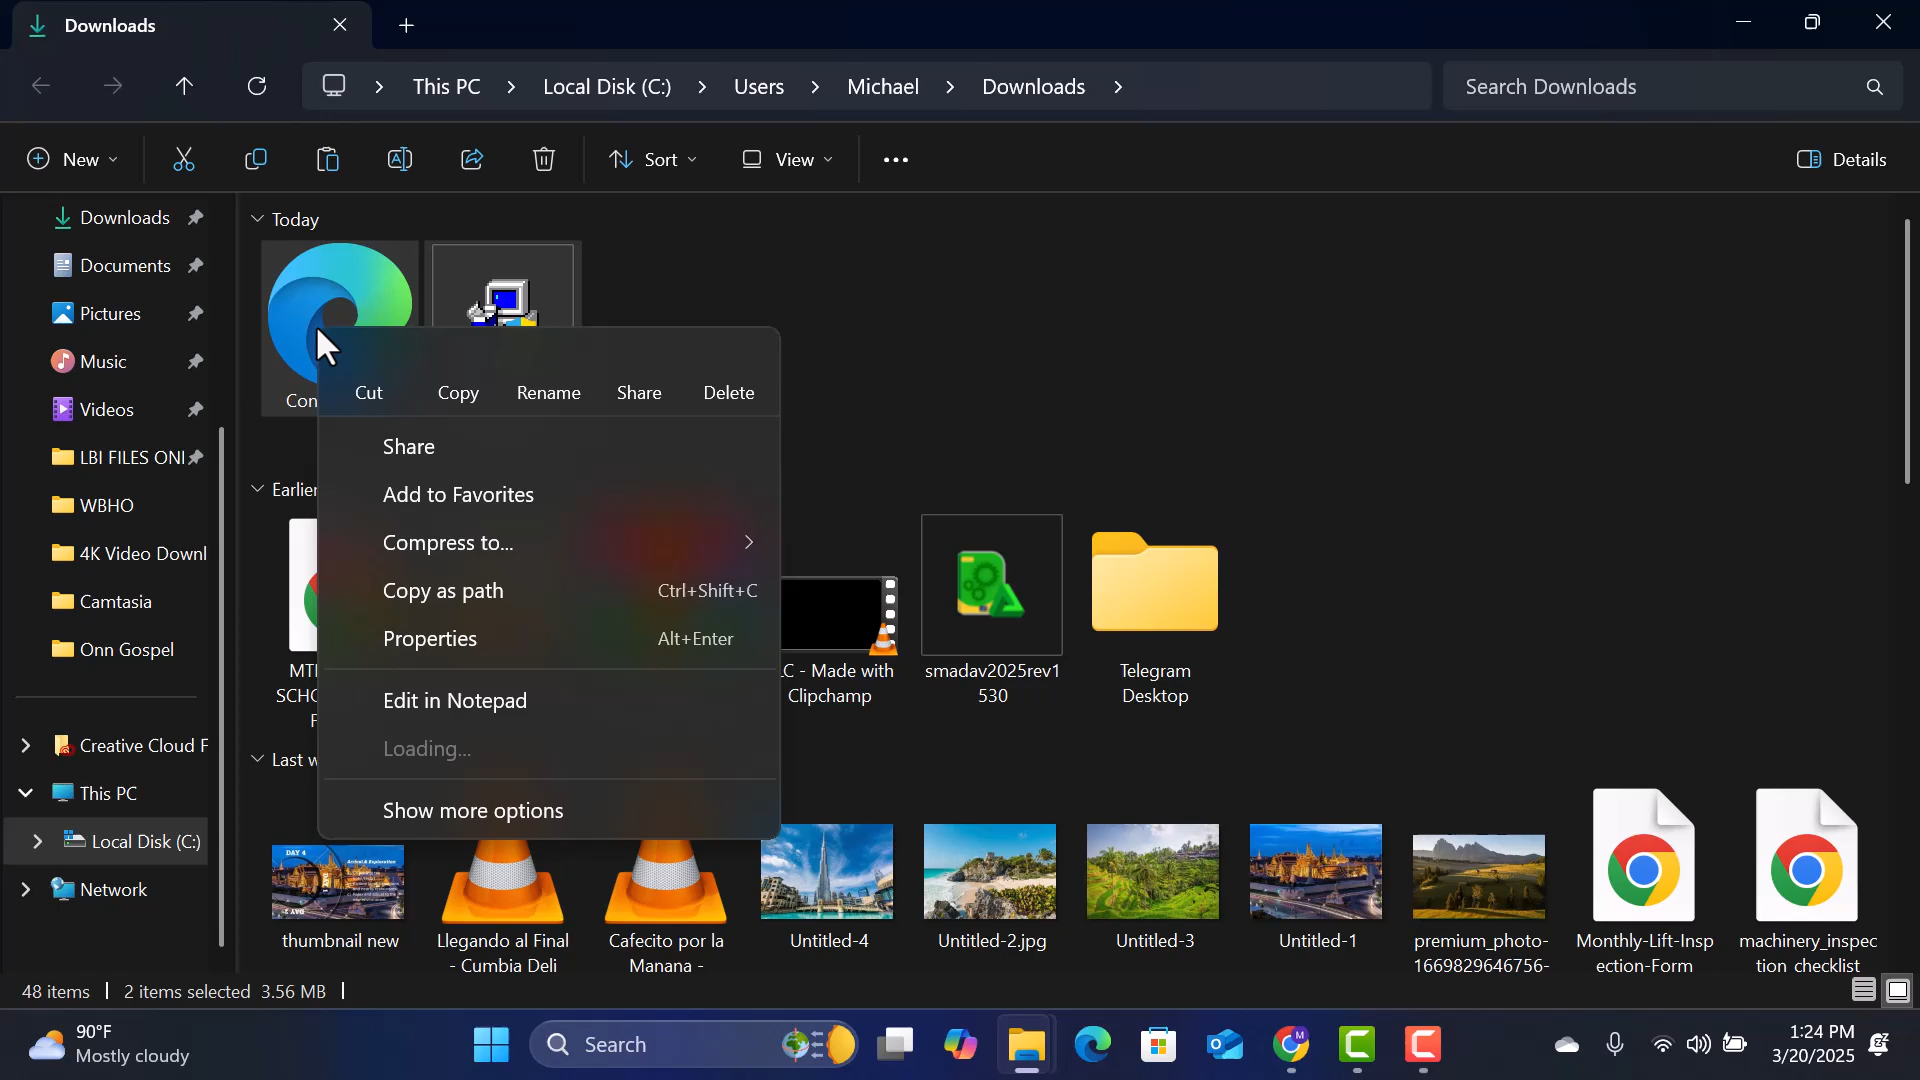 Downloads
This PC > Local Disk (C:) > Users > Michael > Downloads >
Search Downloads
New
Sort
View
Details
Downloads
Documents
Pictures
Music
Videos
LBI FILES ONI
WBHO
4K Video Downl
Camtasia
Onn Gospel
Creative Cloud F
This PC
Local Disk (C:)
Network
Today
Con
Cut Copy Rename Share Delete
Share
Add to Favorites
Compress to...
Copy as path Ctrl+Shift+C
Properties Alt+Enter
Edit in Notepad
Loading...
Show more options
Earlier
SCHO
C - Made with
Clipchamp
smadav2025rev1
530
Telegram
Desktop
Last w
DAY 4
thumbnail new
Llegando al Final
- Cumbia Deli
Cafecito por la
Manana -
Untitled-4
Untitled-2.jpg
Untitled-3
Untitled-1
premium_photo-
1669829646756-
Monthly-Lift-Insp
ection-Form
machinery_inspec
tion checklist
48 items | 2 items selected 3.56 MB |
90°F
Mostly cloudy
Search
M
1:24 PM
3/20/2025